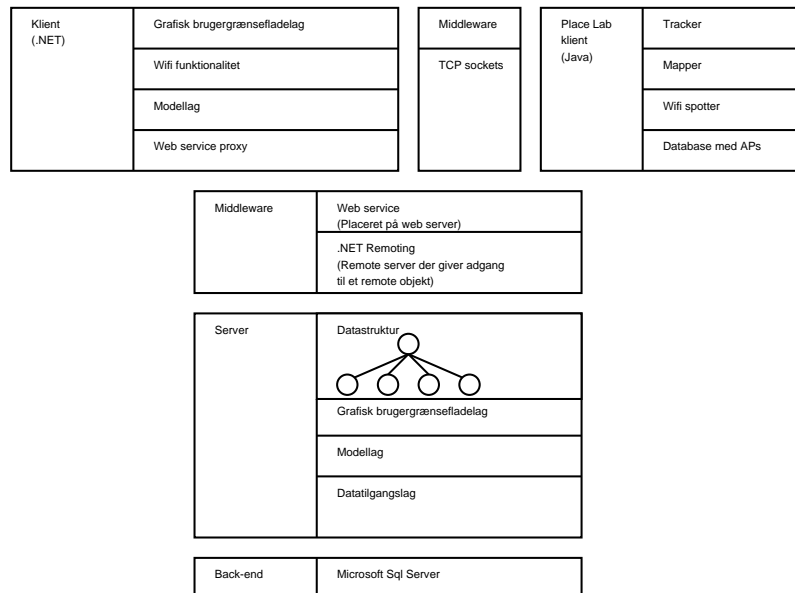 Klient
(.NET)
Grafisk brugergrænsefladelag
Wifi funktionalitet
Modellag
Web service proxy
Middleware
TCP sockets
Place Lab
klient
(Java)
Tracker
Mapper
Wifi spotter
Database med APs
Middleware
Web service
(Placeret på web server)
.NET Remoting
(Remote server der giver adgang
til et remote objekt)
Server
Datastruktur
Grafisk brugergrænsefladelag
Modellag
Datatilgangslag
Back-end
Microsoft Sql Server